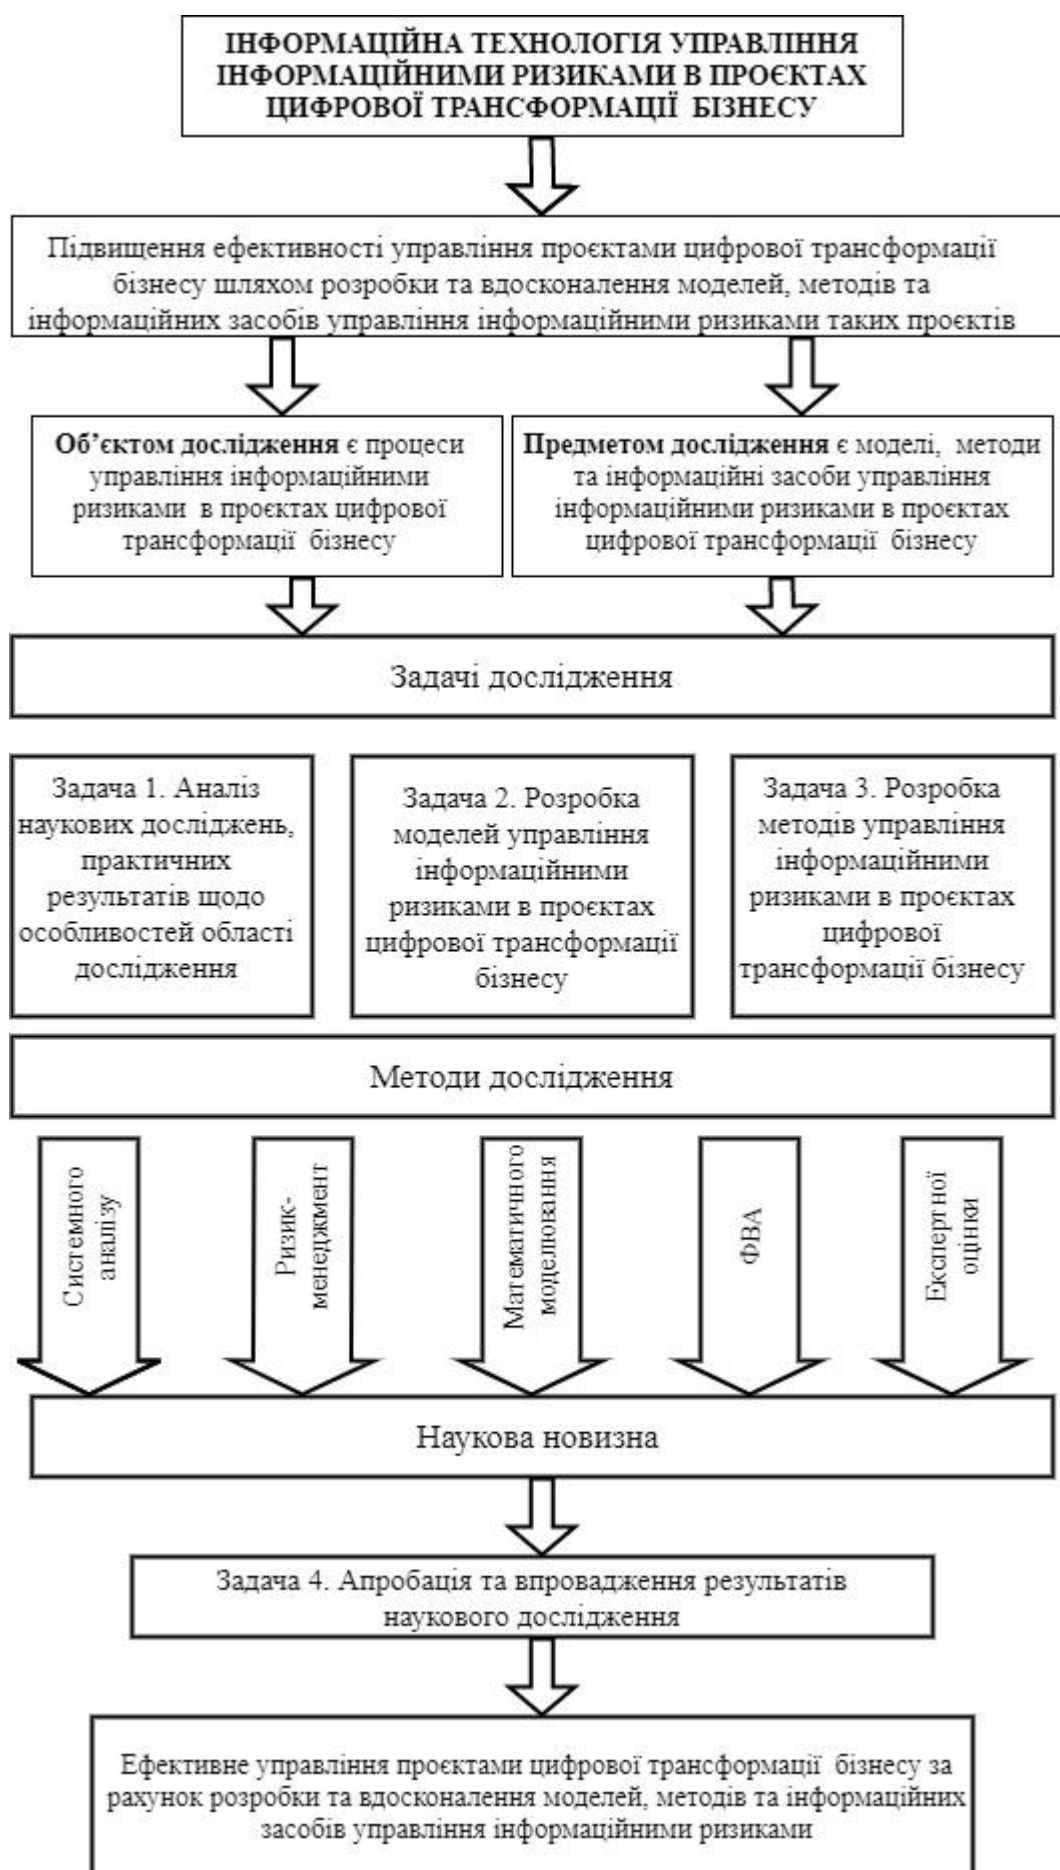 ІНФОРМАЦІЙНА ТЕХНОЛОГІЯ УПРАВЛІННЯ
ІНФОРМАЦІЙНИМИ РИЗИКАМИ В ПРОЄКТАХ
ЦИФРОВОЇ ТРАНСФОРМАЦІЇ БІЗНЕСУ
Підвищення ефективності управління проєктами цифрової трансформації
бізнесу шляхом розробки та вдосконалення моделей, методів та
інформаційних засобів управління інформаційними ризиками таких проєктів
Об’єктом дослідження є процеси
управління інформаційними
ризиками в проєктах цифрової
трансформації бізнесу
Предметом дослідження є моделі, методи
та інформаційні засоби управління
інформаційними ризиками в проєктах
цифрової трансформації бізнесу
Задачі дослідження
Задача 1. Аналіз
наукових досліджень,
практичних
результатів щодо
особливостей області
дослідження
Задача 2. Розробка
моделей управління
інформаційними
ризиками в проєктах
цифрової трансформації
бізнесу
Задача 3. Розробка
методів управління
інформаційними
ризиками в проєктах
цифрової
трансформації бізнесу
Методи дослідження
Системного
аналізу
Ризик-
менеджмент
Математичного
моделювання
ФВА
Експертної
оцінки
Наукова новизна
Задача 4. Апробація та впровадження результатів
наукового дослідження
Ефективне управління проєктами цифрової трансформації бізнесу за
рахунок розробки та вдосконалення моделей, методів та інформаційних
засобів управління інформаційними ризиками